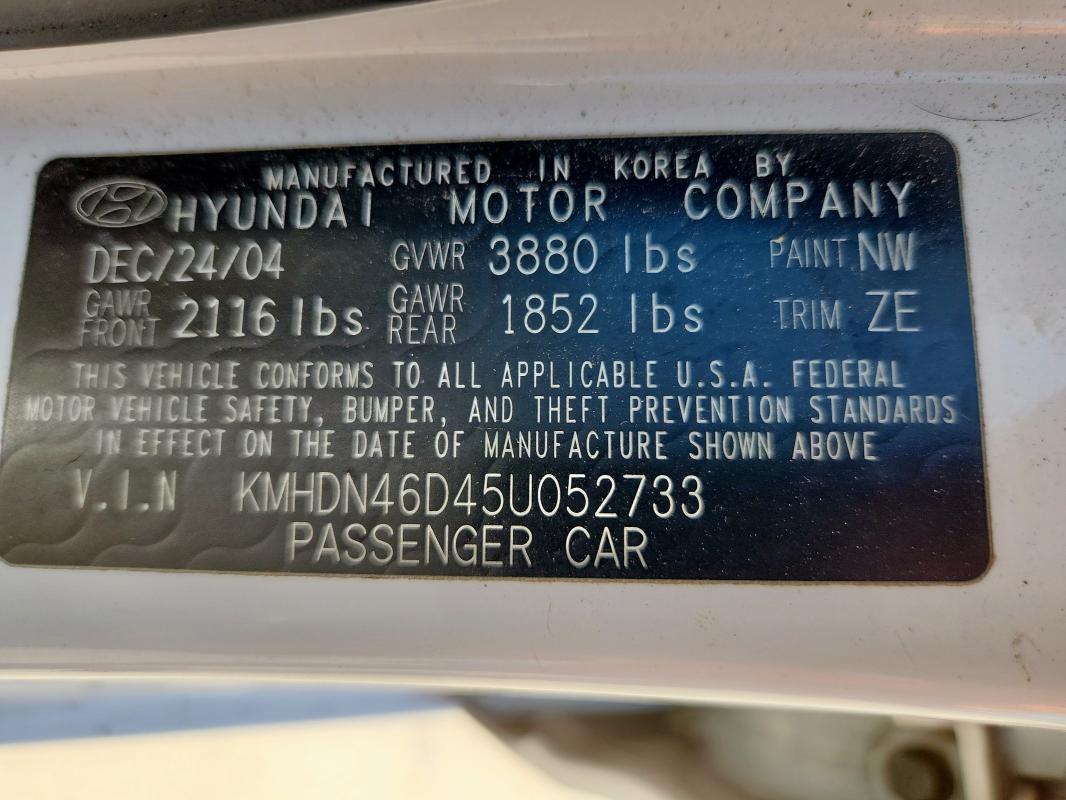 MANUFACTURED IN KOREA BY
HYUNDAI MOTOR COMPANY
DEC/24/04 GVWR 3880 lbs PAINT NW
GAWR FRONT 2116 lbs GAWR REAR 1852 lbs TRIM ZE
THIS VEHICLE CONFORMS TO ALL APPLICABLE U.S.A. FEDERAL
MOTOR VEHICLE SAFETY, BUMPER, AND THEFT PREVENTION STANDARDS
IN EFFECT ON THE DATE OF MANUFACTURE SHOWN ABOVE
V.I.N KMHDN46D45U052733
PASSENGER CAR